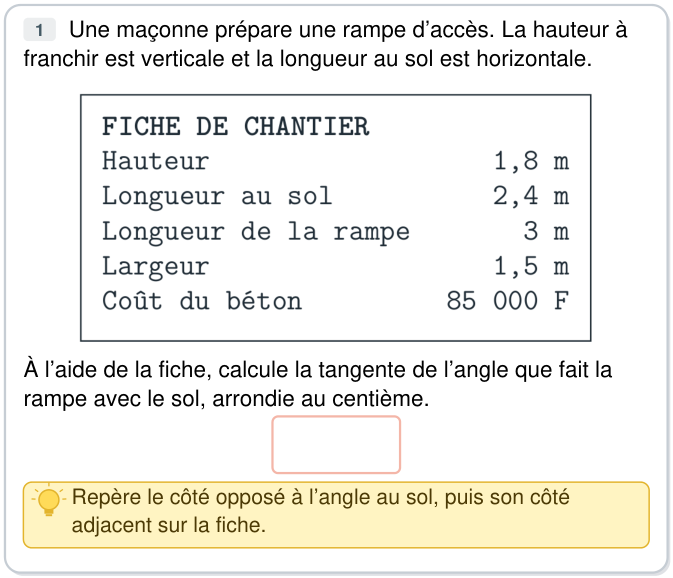 1 Une maçonne prépare une rampe d'accès. La hauteur à
franchir est verticale et la longueur au sol est horizontale.
FICHE DE CHANTIER
Hauteur 1,8 m
Longueur au sol 2,4 m
Longueur de la rampe 3 m
Largeur 1,5 m
Coût du béton 85 000 F
À l'aide de la fiche, calcule la tangente de l'angle que fait la
rampe avec le sol, arrondie au centième.
Repère le côté opposé à l'angle au sol, puis son côté
adjacent sur la fiche.